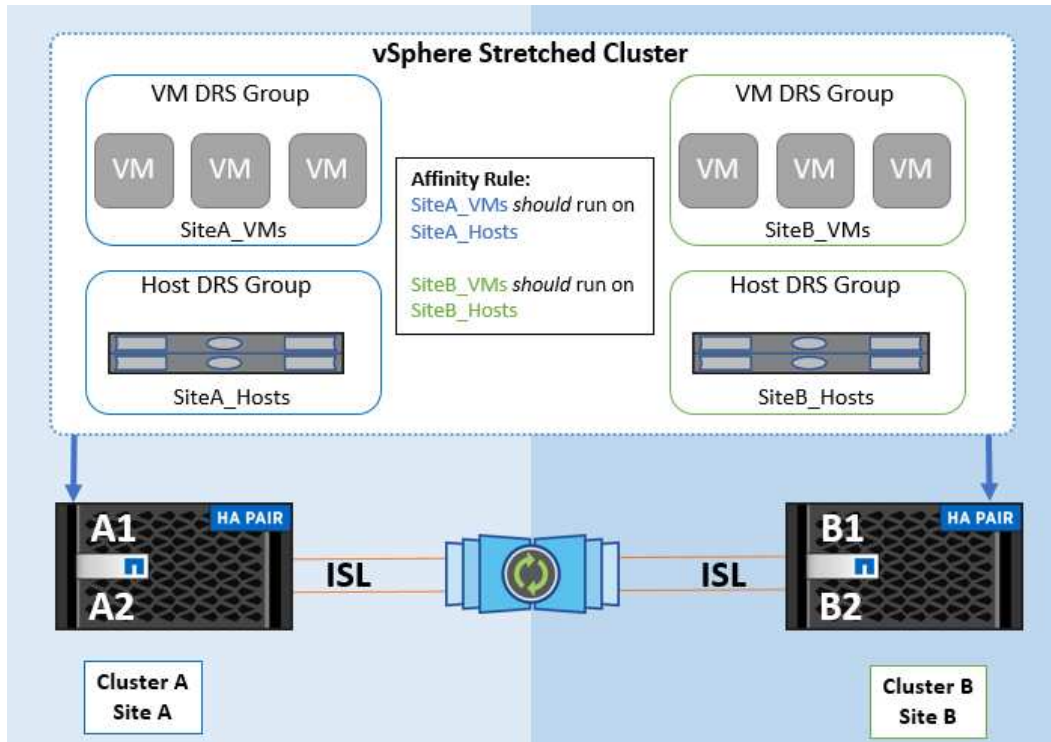 vSphere Stretched Cluster
VM DRS Group
VM VM VM
SiteA_VMs
Host DRS Group
SiteA_Hosts
Affinity Rule:
SiteA_VMs should run on
SiteA_Hosts
SiteB_VMs should run on
SiteB_Hosts
VM DRS Group
VM VM VM
SiteB_VMs
Host DRS Group
SiteB_Hosts
A1
HA PAIR
A2
ISL
ISL
B1
HA PAIR
B2
Cluster A
Site A
Cluster B
Site B